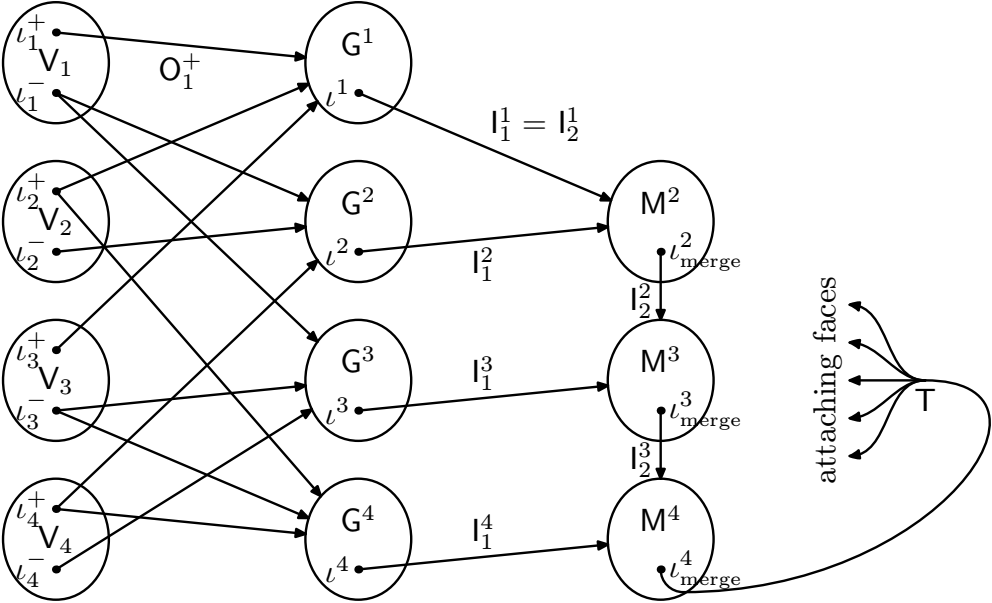 ι₁⁺
V₁
ι₁⁻
O₁⁺
G¹
ι¹
I₁¹ = I₂¹
ι₂⁺
V₂
ι₂⁻
G²
ι²
I₁²
M²
ι²merge
I₂²
ι₃⁺
V₃
ι₃⁻
G³
ι³
I₁³
M³
ι³merge
I₂³
ι₄⁺
V₄
ι₄⁻
G⁴
ι⁴
I₁⁴
M⁴
ι⁴merge
attaching faces
T